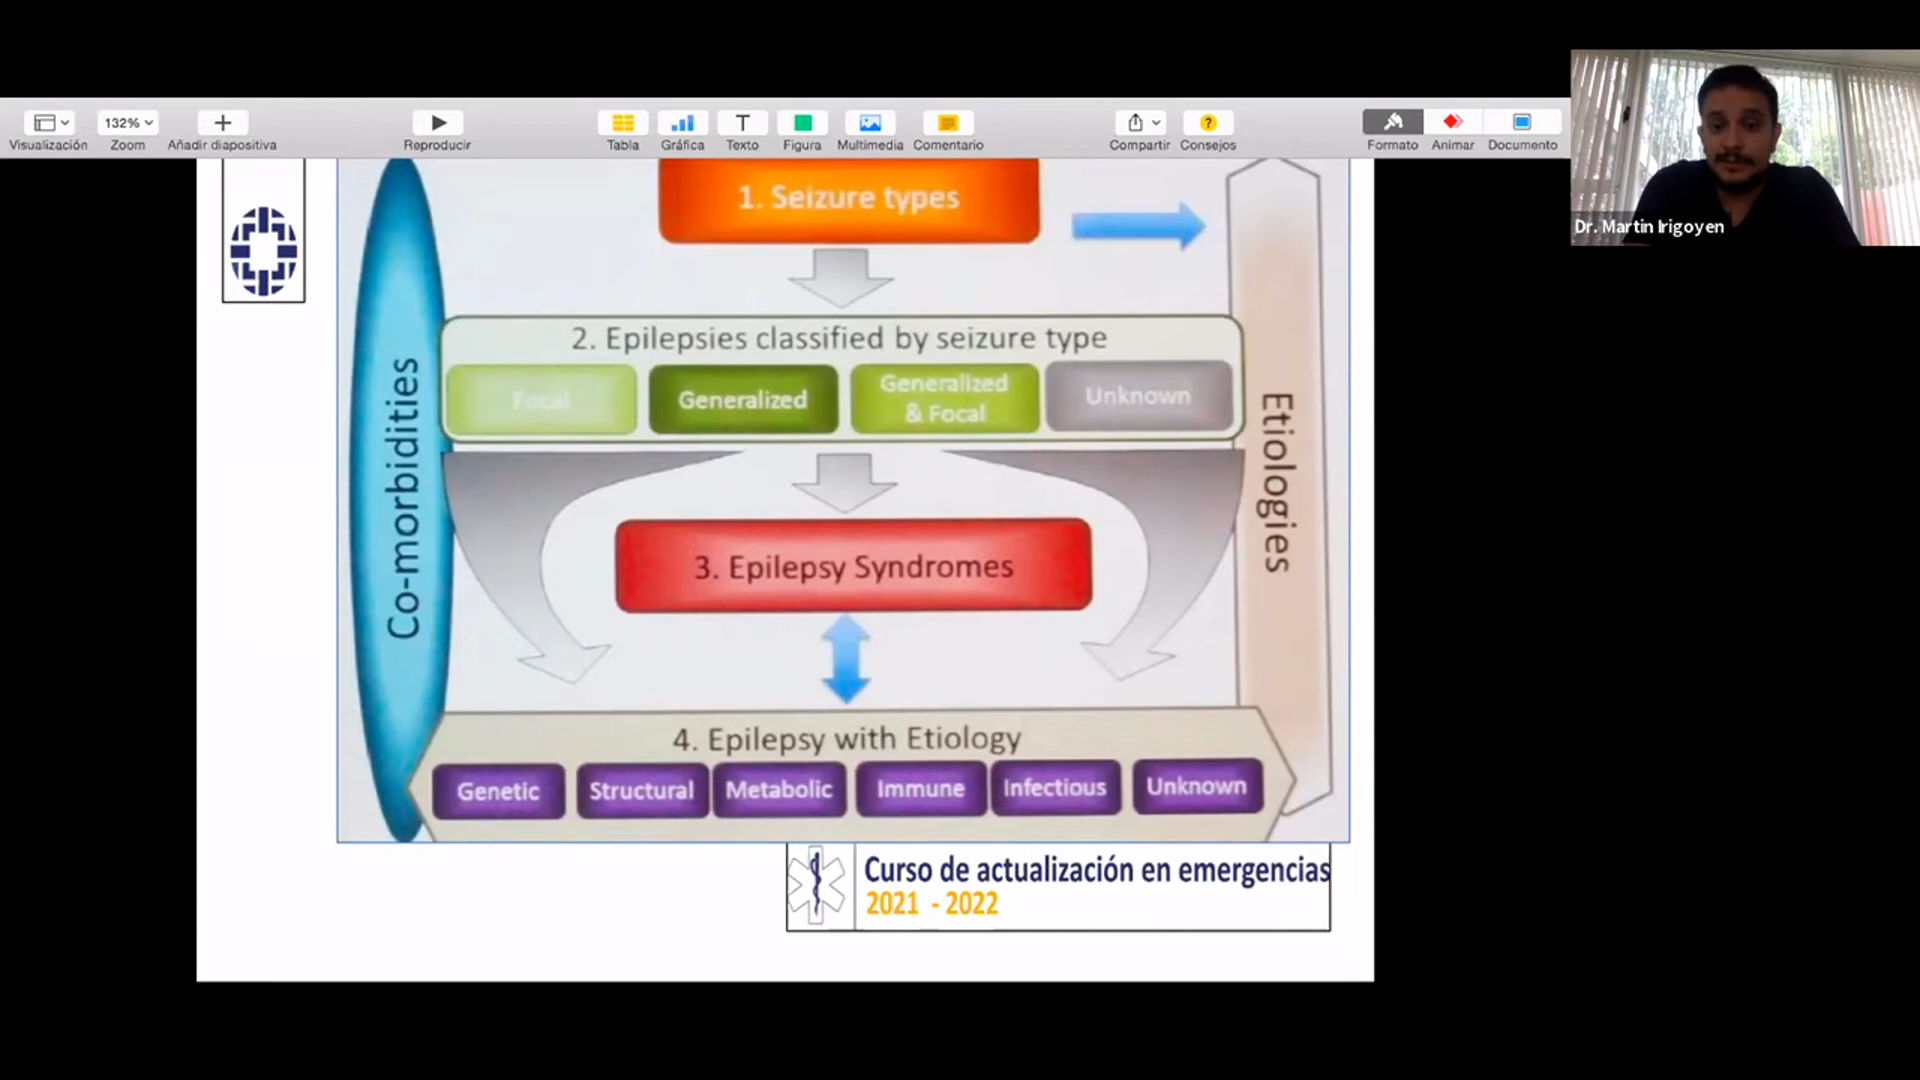 132%
Visualización
Zoom
Añadir diapositiva
Reproducir
Tabla
Gráfica
Texto
Figura
Multimedia
Comentario
Compartir
Consejos
Formato
Animar
Documento
Dr. Martin Irigoyen
1. Seizure types
2. Epilepsies classified by seizure type
Focal
Generalized
Generalized
& Focal
Unknown
Co-morbidities
Etiologies
3. Epilepsy Syndromes
4. Epilepsy with Etiology
Genetic
Structural
Metabolic
Immune
Infectious
Unknown
Curso de actualización en emergencias
2021 - 2022